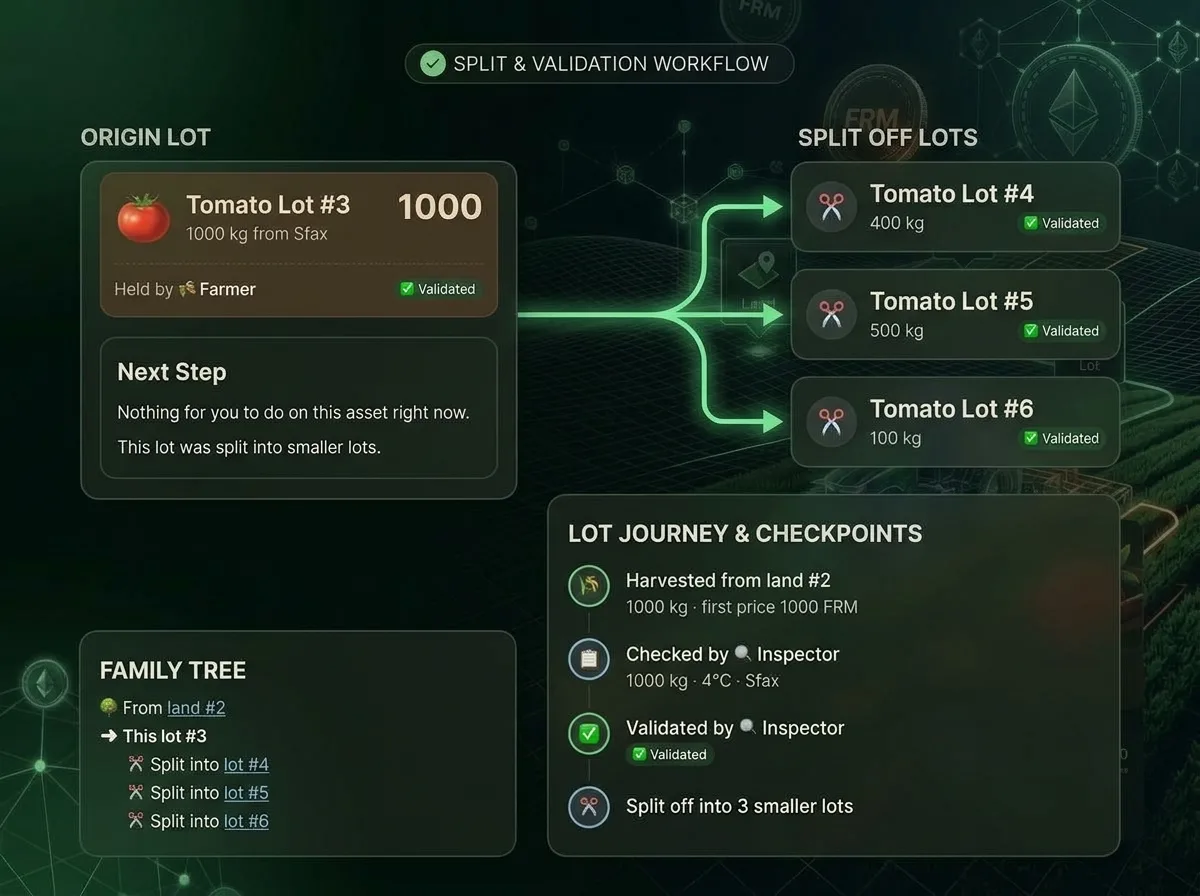 FRM
SPLIT & VALIDATION WORKFLOW
ORIGIN LOT
Tomato Lot #3
1000
1000 kg from Sfax
Held by Farmer
Validated
Next Step
Nothing for you to do on this asset right now.
This lot was split into smaller lots.
FRM
SPLIT OFF LOTS
Tomato Lot #4
400 kg
Validated
Tomato Lot #5
500 kg
Validated
Lot
Tomato Lot #6
100 kg
Validated
LOT JOURNEY & CHECKPOINTS
Harvested from land #2
1000 kg · first price 1000 FRM
Checked by Inspector
1000 kg · 4°C · Sfax
Validated by Inspector
Validated
Split off into 3 smaller lots
FAMILY TREE
From land #2
➔ This lot #3
Split into lot #4
Split into lot #5
Split into lot #6